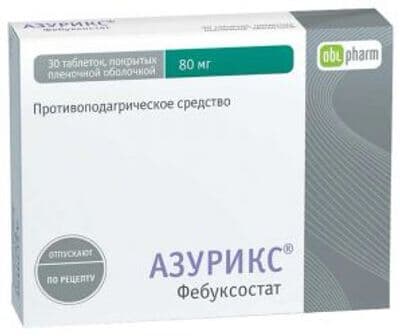 30 таблеток, покрытых
пленочной оболочкой
80 мг
obl pharm
Противоподагрическое средство
ОТПУСКАЮТ
ПО РЕЦЕПТУ
АЗУРИКС®
Фебуксостат